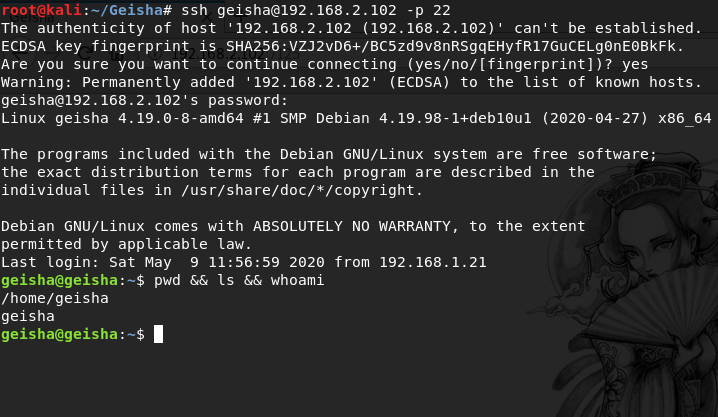 root@kali:~/Geisha# ssh geisha@192.168.2.102 -p 22
The authenticity of host '192.168.2.102 (192.168.2.102)' can't be established.
ECDSA key fingerprint is SHA256:VZJ2vD6+/BC5zd9v8nRSgqEHyfR17GuCELg0nE0BkFk.
Are you sure you want to continue connecting (yes/no/[fingerprint])? yes
Warning: Permanently added '192.168.2.102' (ECDSA) to the list of known hosts.
geisha@192.168.2.102's password:
Linux geisha 4.19.0-8-amd64 #1 SMP Debian 4.19.98-1+deb10u1 (2020-04-27) x86_64

The programs included with the Debian GNU/Linux system are free software;
the exact distribution terms for each program are described in the
individual files in /usr/share/doc/*/copyright.

Debian GNU/Linux comes with ABSOLUTELY NO WARRANTY, to the extent
permitted by applicable law.
Last login: Sat May  9 11:56:59 2020 from 192.168.1.21
geisha@geisha:~$ pwd && ls && whoami
/home/geisha
geisha
geisha@geisha:~$